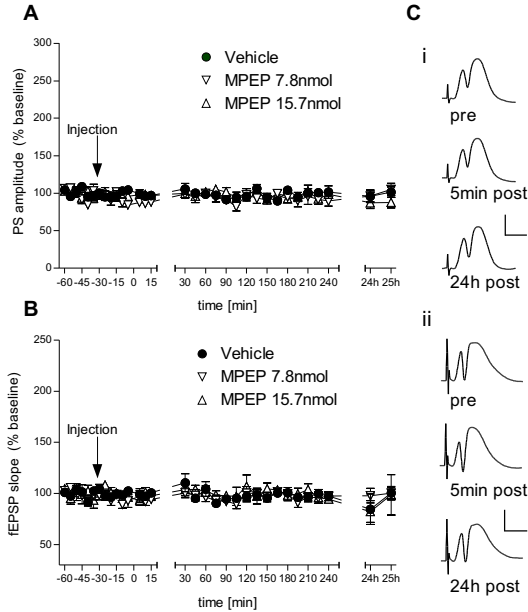 A
C
300
250
200
150
100
50
0
PS amplitude (% baseline)
Vehicle
MPEP 7.8nmol
MPEP 15.7nmol
Injection
-60 -45 -30 -15 0 15 30 60 90 120 150 180 210 240 24h 25h
time [min]
i
pre
5min post
24h post
B
250
200
150
100
50
fEPSP slope (% baseline)
Vehicle
MPEP 7.8nmol
MPEP 15.7nmol
Injection
-60 -45 -30 -15 0 15 30 60 90 120 150 180 210 240 24h 25h
time [min]
ii
pre
5min post
24h post